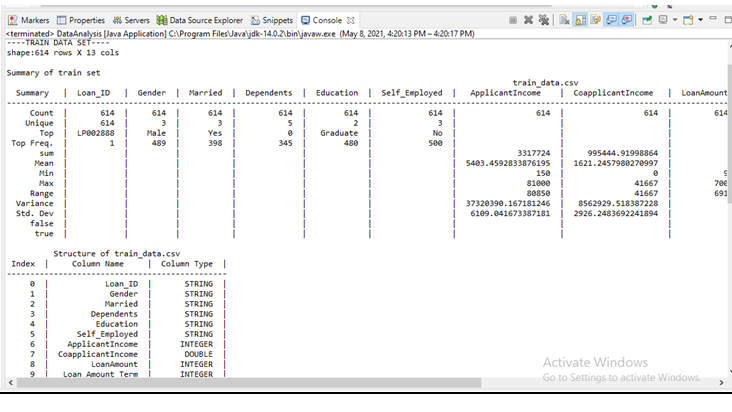 Markers Properties Servers Data Source Explorer Snippets Console
<terminated> DataAnalysis [Java Application] C:\Program Files\Java\jdk-14.0.2\bin\javaw.exe (May 8, 2021, 4:20:13 PM – 4:20:17 PM)
----TRAIN DATA SET----
shape:614 rows X 13 cols
Summary of train set
train_data.csv
Summary | Loan_ID | Gender | Married | Dependents | Education | Self_Employed | ApplicantIncome | CoapplicantIncome | LoanAmount
Count | 614 | 614 | 614 | 614 | 614 | 614 | 614 | 614 | 614
Unique | 614 | 3 | 3 | 5 | 2 | 3 | | |
Top | LP002888 | Male | Yes | 0 | Graduate | No | | |
Top Freq. | 1 | 489 | 398 | 345 | 480 | 500 | | |
sum | | | | | | | 3317724 | 995444.91998864 |
Mean | | | | | | | 5403.4592833876195 | 1621.2457980270997 |
Min | | | | | | | 150 | 0 | 9
Max | | | | | | | 81000 | 41667 | 700
Range | | | | | | | 80850 | 41667 | 691
Variance | | | | | | | 37320390.167181246 | 8562929.518387228 |
Std. Dev | | | | | | | 6109.041673387181 | 2926.2483692241894 |
false | | | | | | | | |
true | | | | | | | | |
Structure of train_data.csv
Index | Column Name | Column Type |
0 | Loan_ID | STRING |
1 | Gender | STRING |
2 | Married | STRING |
3 | Dependents | STRING |
4 | Education | STRING |
5 | Self_Employed | STRING |
6 | ApplicantIncome | INTEGER |
7 | CoapplicantIncome | DOUBLE |
8 | LoanAmount | INTEGER |
9 | Loan_Amount_Term | INTEGER |
Activate Windows
Go to Settings to activate Windows.